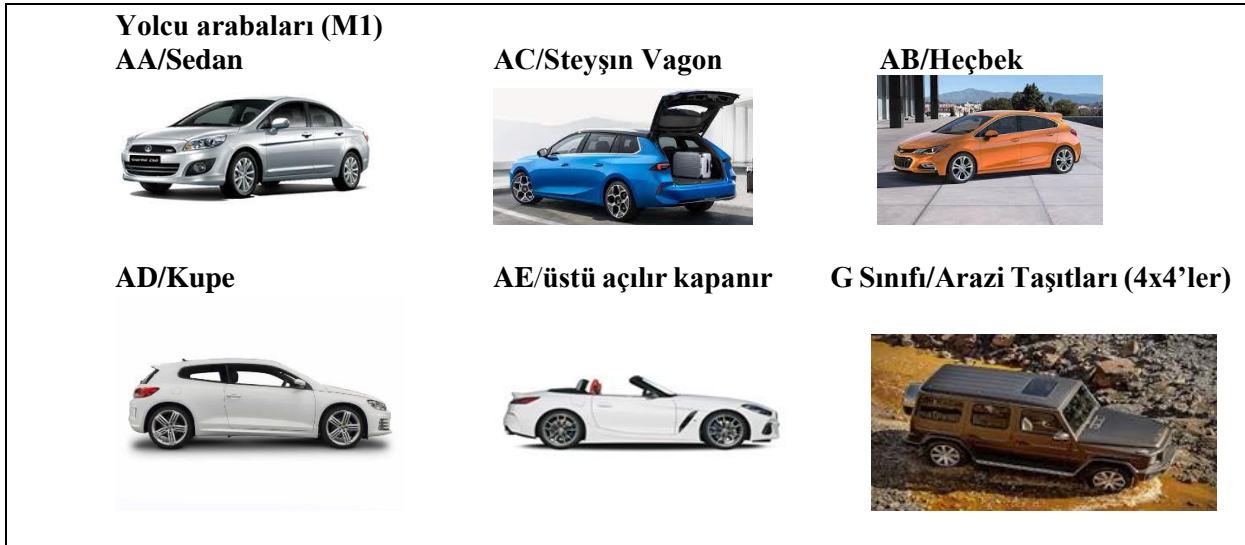 Yolcu arabaları (M1)
AA/Sedan
AC/Steyşın Vagon
AB/Heçbek
AD/Kupe
AE/üstü açılır kapanır
G Sınıfı/Arazi Taşıtları (4x4’ler)